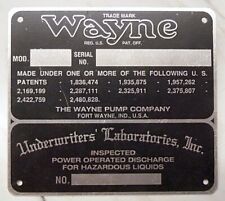 TRADE MARK
Wayne
REG. U.S. PAT. OFF.
MOD. SERIAL NO.
MADE UNDER ONE OR MORE OF THE FOLLOWING U. S.
PATENTS 1,836,474 - 1,935,875 - 1,957,262 -
2,169,199 - 2,287,111 - 2,325,911 - 2,375,607
2,422,759 - 2,480,828.
THE WAYNE PUMP COMPANY
FORT WAYNE, IND., U.S.A.
Underwriters' Laboratories, Inc.
INSPECTED
POWER OPERATED DISCHARGE
FOR HAZARDOUS LIQUIDS
NO.